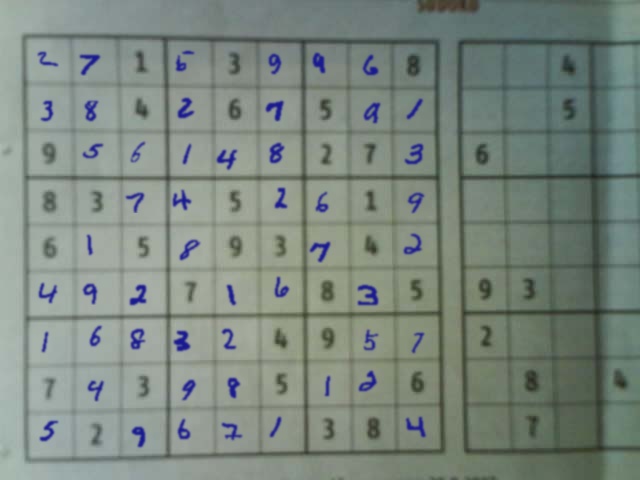 SUDOKU
2 7 1 5 3 9 9 6 8 4
3 8 4 2 6 7 5 9 1 5
9 5 6 1 4 8 2 7 3 6
8 3 7 4 5 2 6 1 9
6 1 5 8 9 3 7 4 2
4 9 2 7 1 6 8 3 5 9 3
1 6 8 3 2 4 9 5 7 2
7 4 3 9 8 5 1 2 6 8 4
5 2 9 6 7 1 3 8 4 7